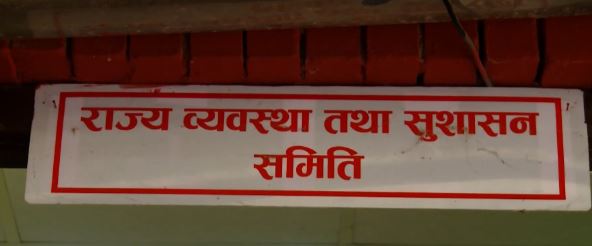 राज्य व्यवस्था तथा सुशासन
समिति